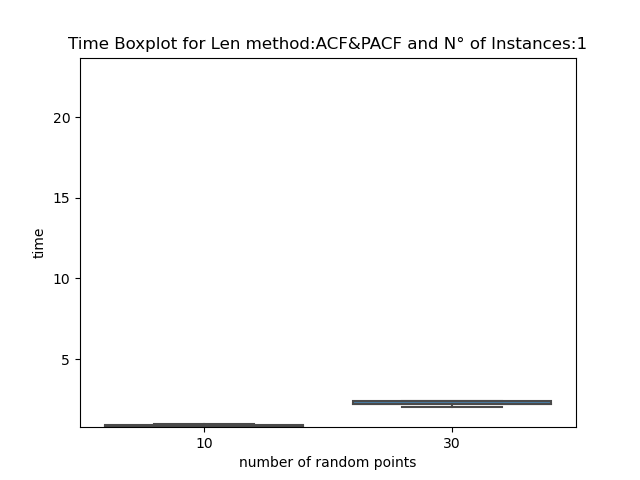 Time Boxplot for Len method:ACF&PACF and N° of Instances:1
20
15
10
5
time
10 30
number of random points